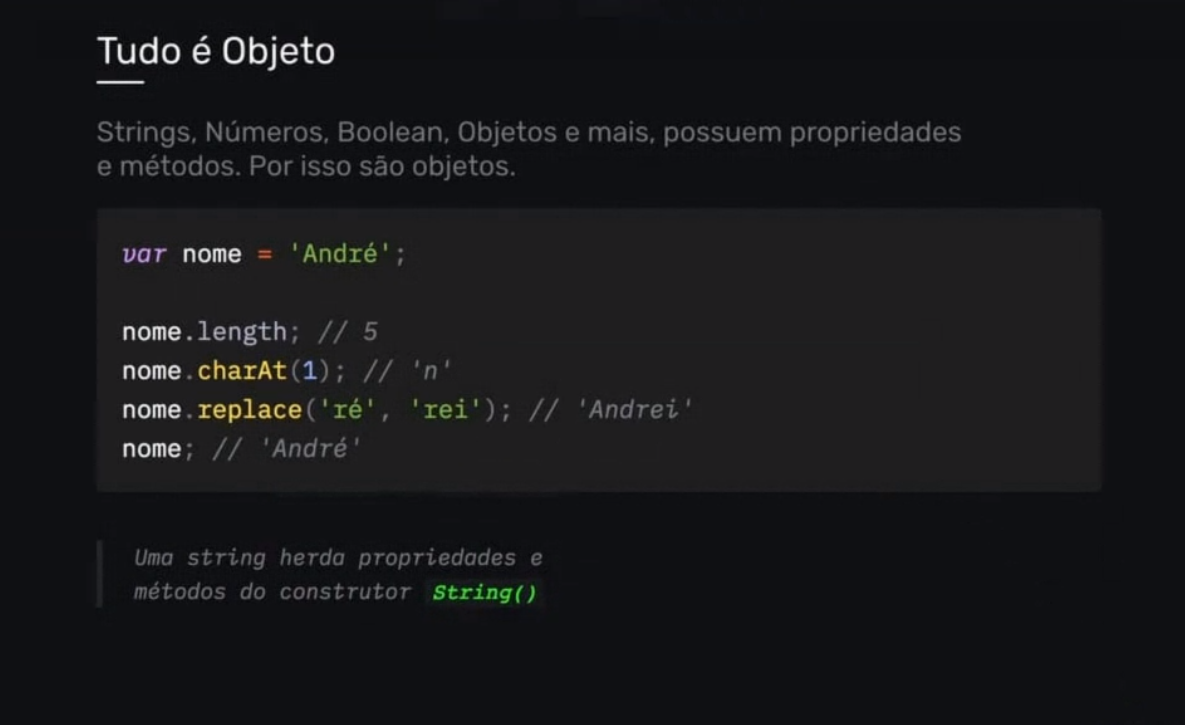 Tudo é Objeto
Strings, Números, Boolean, Objetos e mais, possuem propriedades
e métodos. Por isso são objetos.
var nome = 'André';
nome.length; // 5
nome.charAt(1); // 'n'
nome.replace('ré', 'rei'); // 'Andrei'
nome; // 'André'
Uma string herda propriedades e
métodos do construtor String()